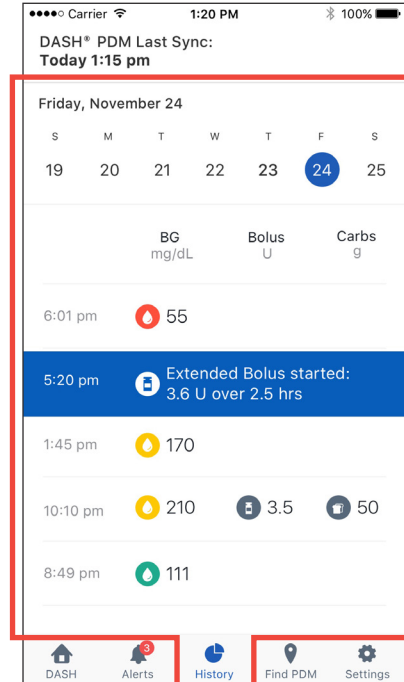 Carrier 1:20 PM 100%
DASH® PDM Last Sync:
Today 1:15 pm
Friday, November 24
S M T W T F S
19 20 21 22 23 24 25
BG Bolus Carbs
mg/dL U g
6:01 pm 55
5:20 pm Extended Bolus started:
3.6 U over 2.5 hrs
1:45 pm 170
10:10 pm 210 3.5 50
8:49 pm 111
3
DASH Alerts History Find PDM Settings